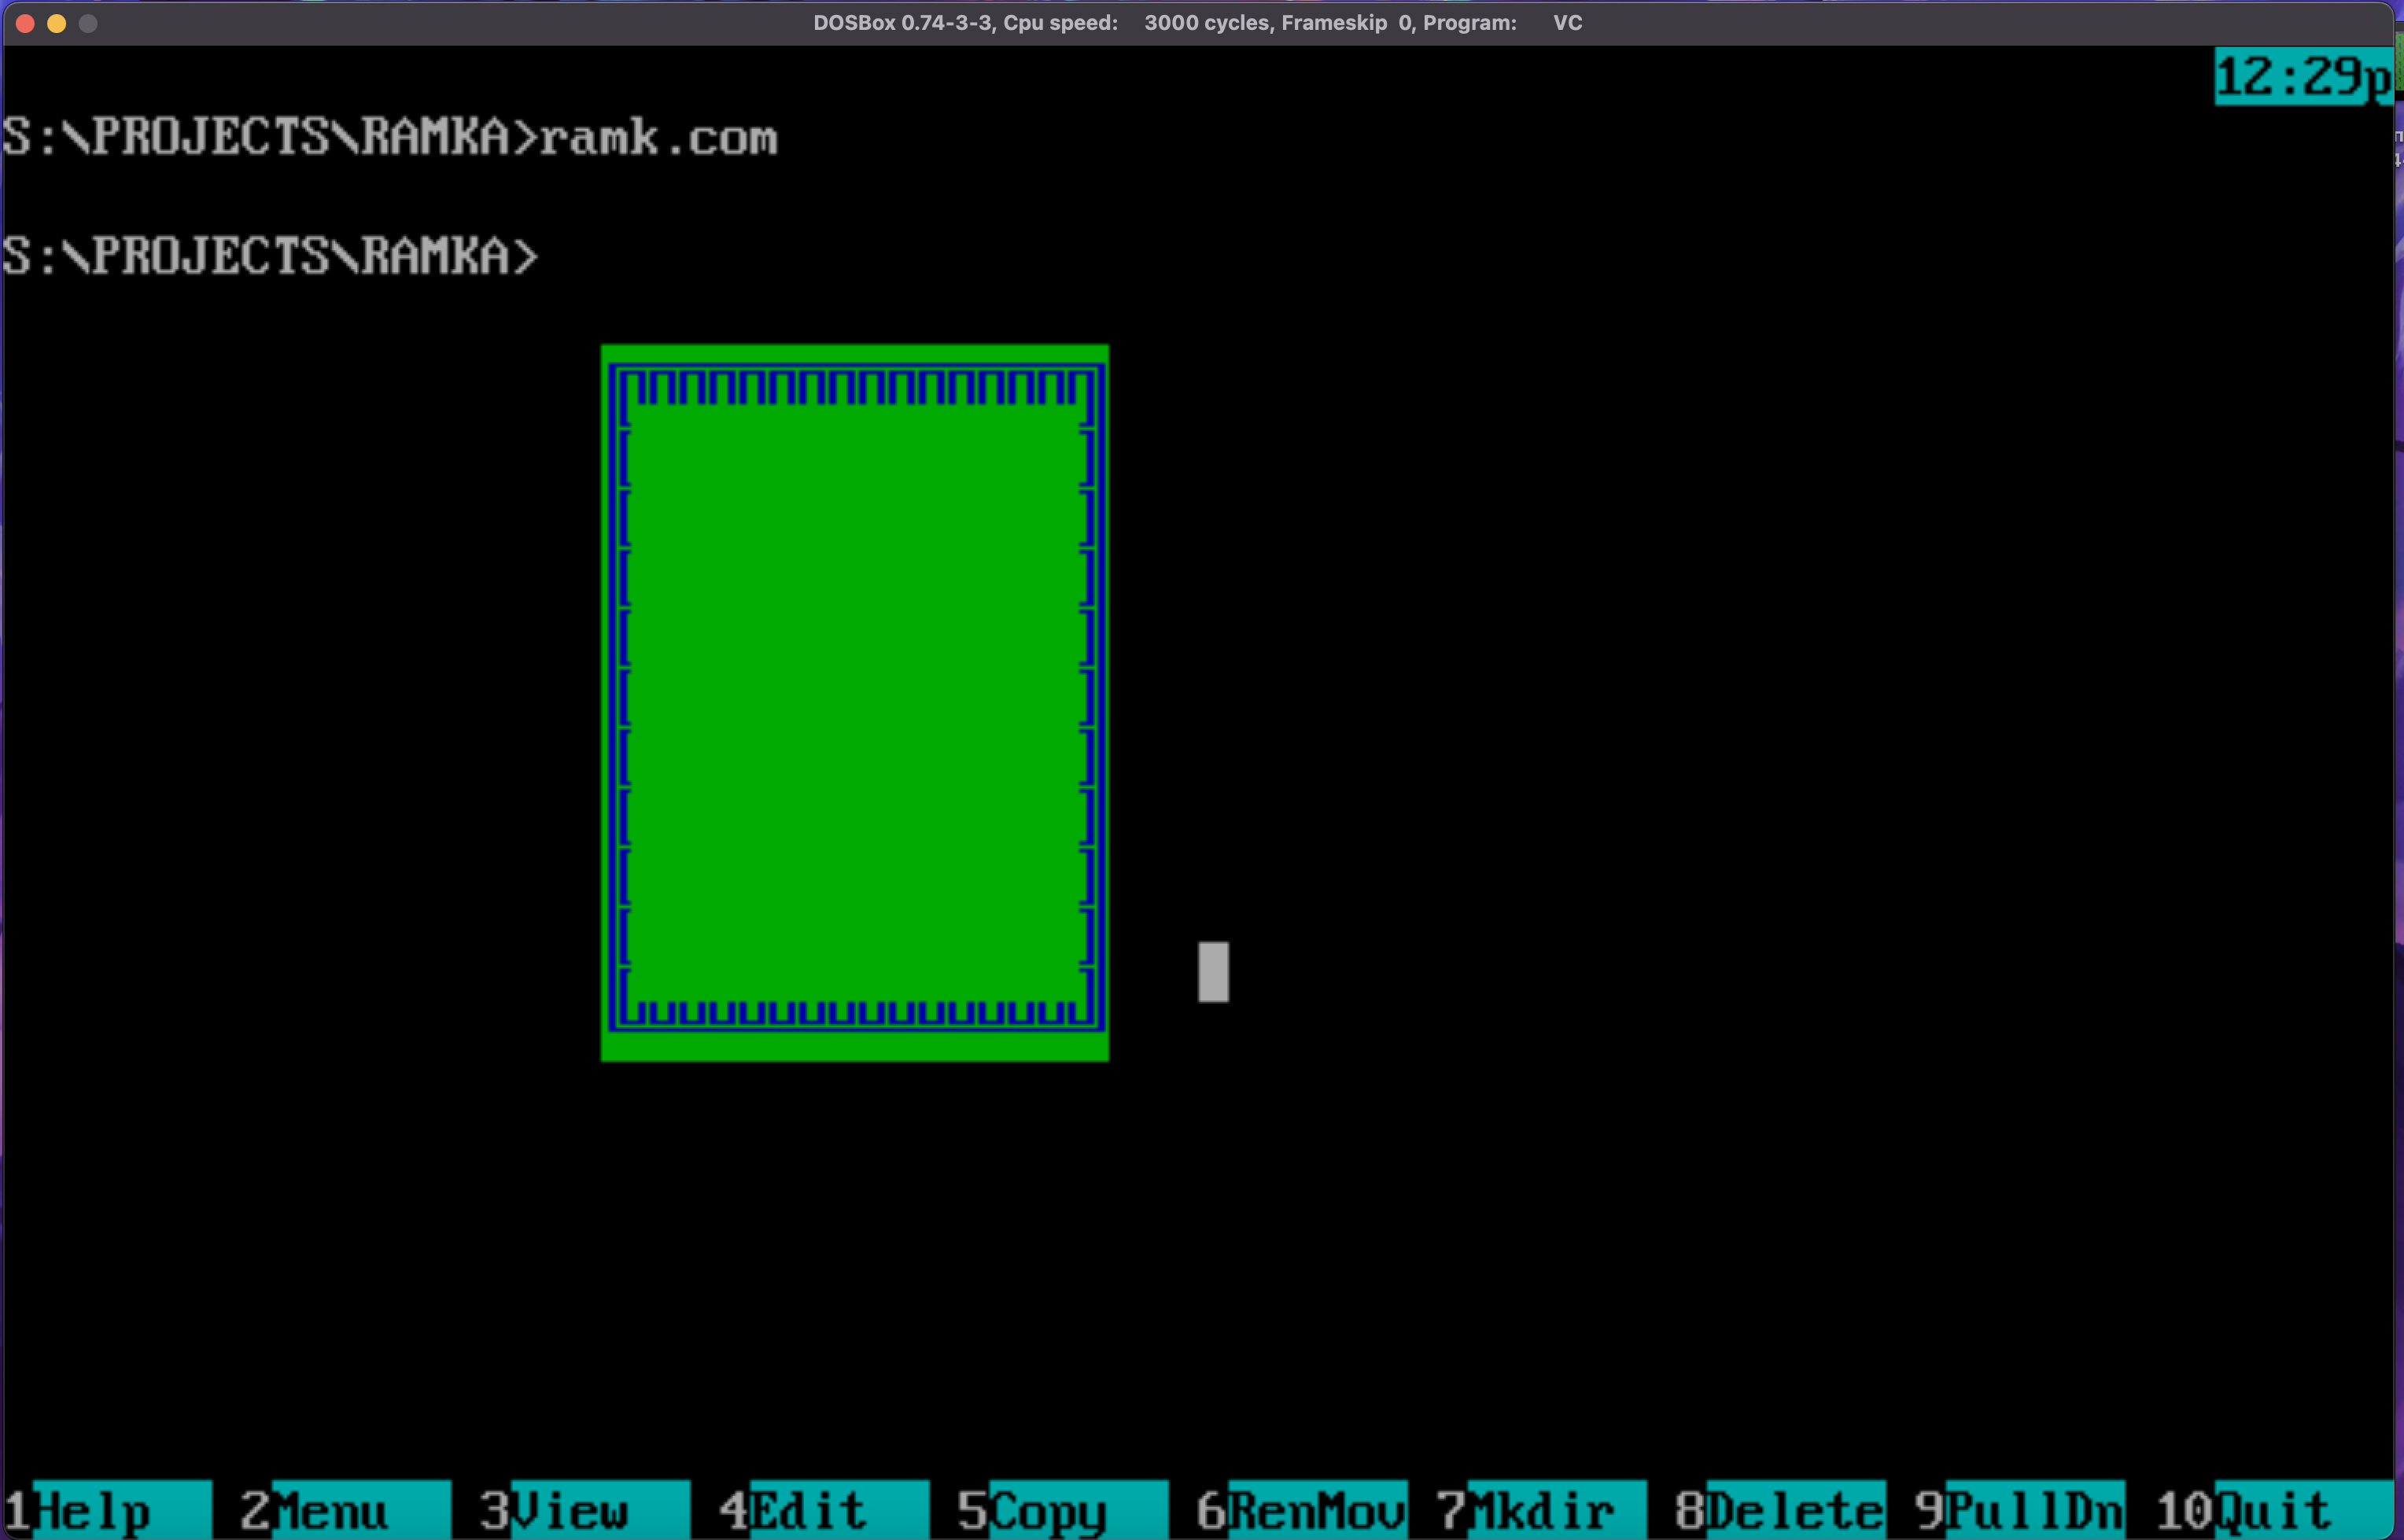 DOSBox 0.74-3-3, Cpu speed: 3000 cycles, Frameskip 0, Program: VC
12:29p
S:\PROJECTS\RAMKA>ramk.com
S:\PROJECTS\RAMKA>
1Help 2Menu 3View 4Edit 5Copy 6RenMov 7Mkdir 8Delete 9PullDn 10Quit